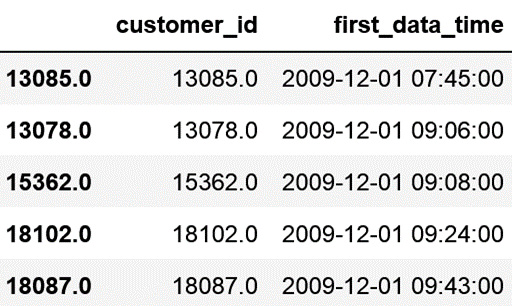 customer_id first_data_time
13085.0 13085.0 2009-12-01 07:45:00
13078.0 13078.0 2009-12-01 09:06:00
15362.0 15362.0 2009-12-01 09:08:00
18102.0 18102.0 2009-12-01 09:24:00
18087.0 18087.0 2009-12-01 09:43:00